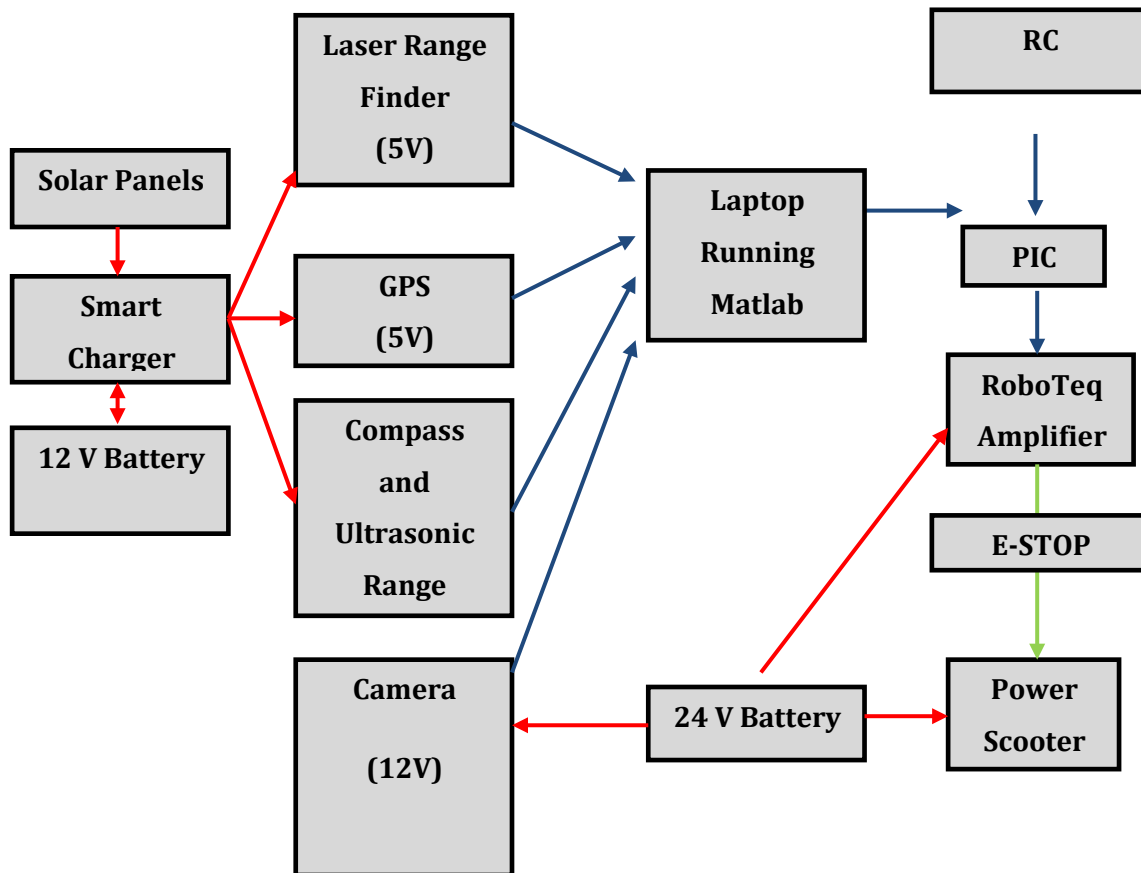 Laser Range
Finder
(5V)
RC
Solar Panels
Laptop
Running
Matlab
PIC
Smart
Charger
GPS
(5V)
RoboTeq
Amplifier
12 V Battery
Compass
and
Ultrasonic
Range
E-STOP
Camera
(12V)
24 V Battery
Power
Scooter